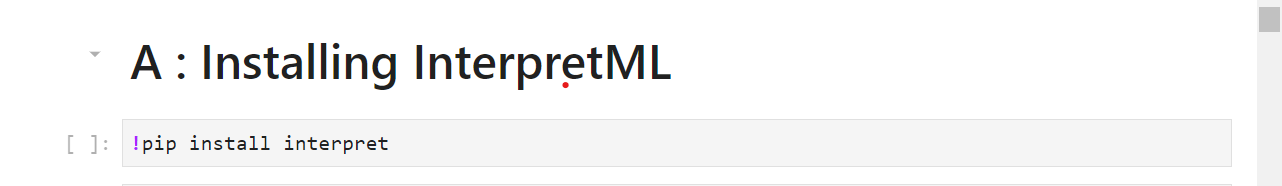 A : Installing InterpretML
[ ]: !pip install interpret